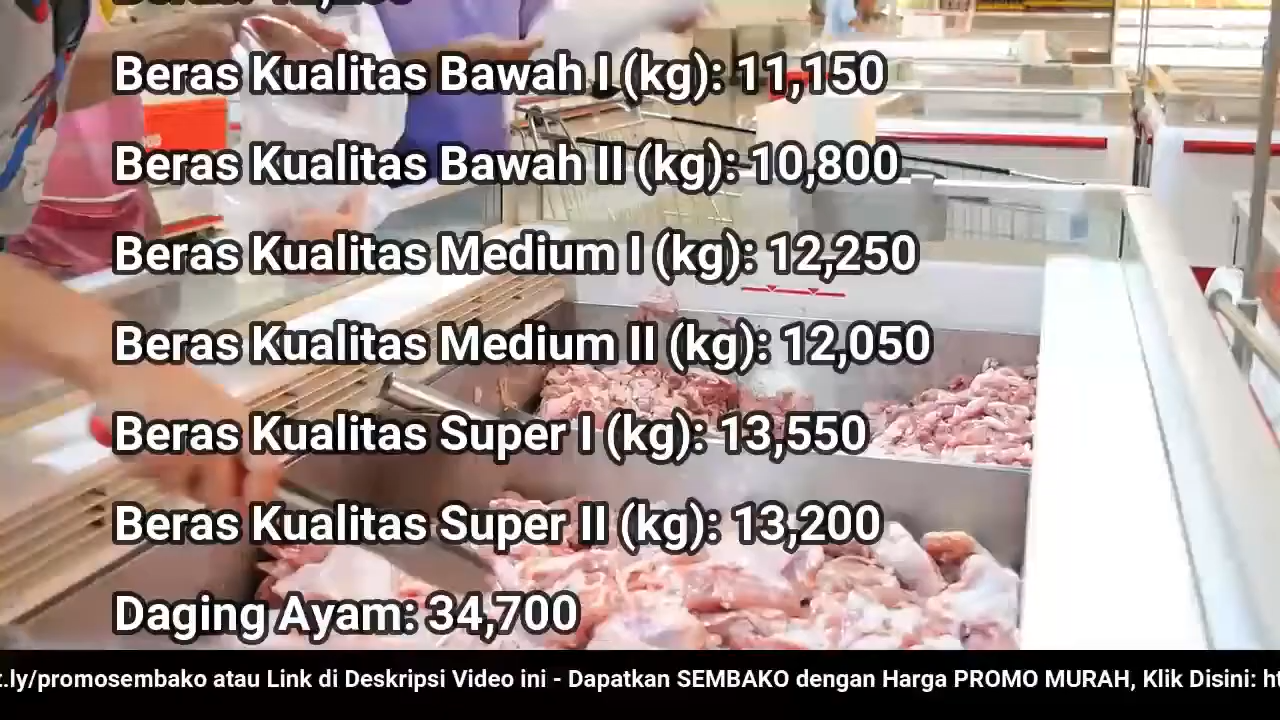 Beras Kualitas Bawah I (kg): 11,150
Beras Kualitas Bawah II (kg): 10,800
Beras Kualitas Medium I (kg): 12,250
Beras Kualitas Medium II (kg): 12,050
Beras Kualitas Super I (kg): 13,550
Beras Kualitas Super II (kg): 13,200
Daging Ayam: 34,700
t.ly/promosembako atau Link di Deskripsi Video ini - Dapatkan SEMBAKO dengan Harga PROMO MURAH, Klik Disini: ht